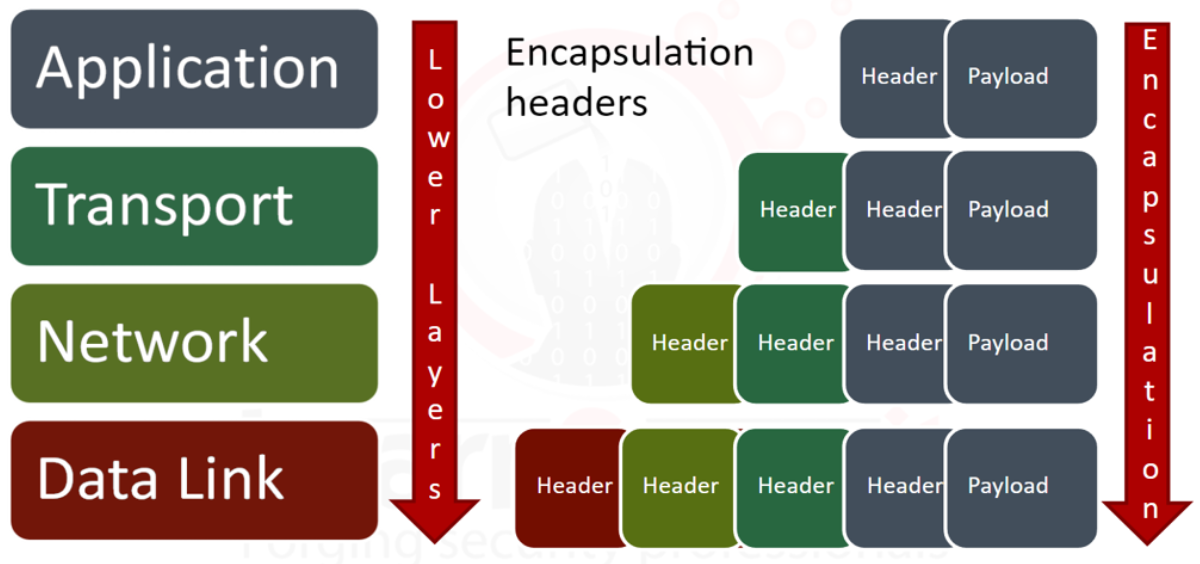 Application
Transport
Network
Data Link
Lower Layers
Encapsulation
headers
Header Payload
Header Header Payload
Header Header Header Payload
Header Header Header Header Payload
Encapsulation
Forging security professionals